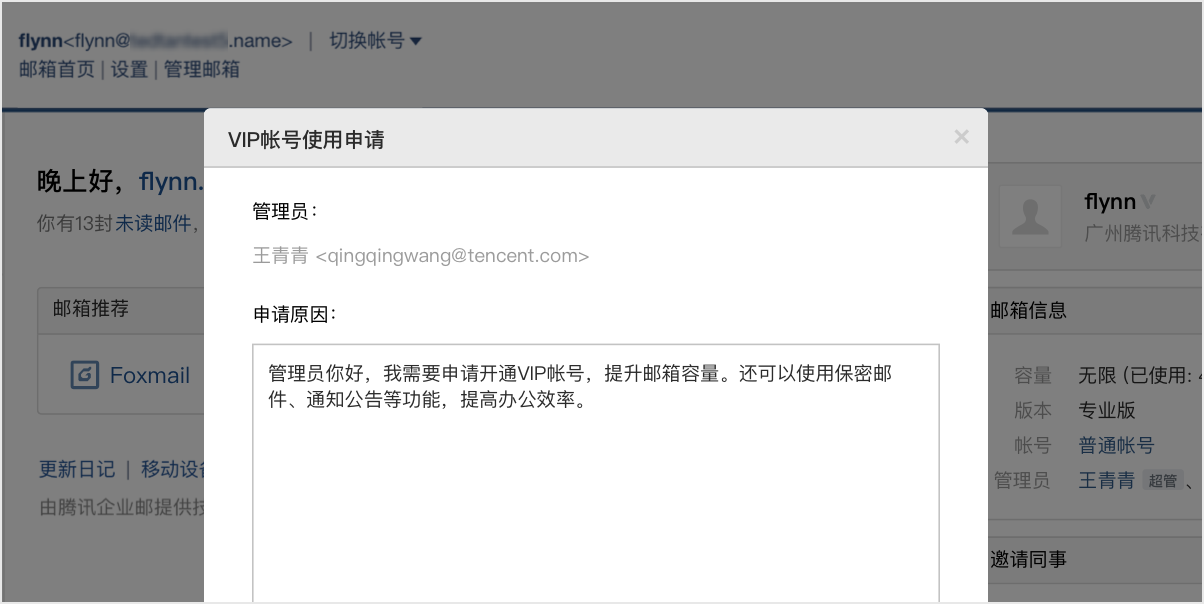 flynn<flynn@ .name> | 切换帐号
邮箱首页 | 设置 | 管理邮箱
VIP帐号使用申请
晚上好，flynn.
你有13封未读邮件，
邮箱推荐
Foxmail
更新日记 | 移动设
由腾讯企业邮提供
管理员：
王青青 <qingqingwang@tencent.com>
申请原因：
管理员你好，我需要申请开通VIP帐号，提升邮箱容量。还可以使用保密邮
件、通知公告等功能，提高办公效率。
flynn
广州腾讯科技
邮箱信息
容量 无限 (已使用:
版本 专业版
帐号 普通帐号
管理员 王青青 超管、
邀请同事